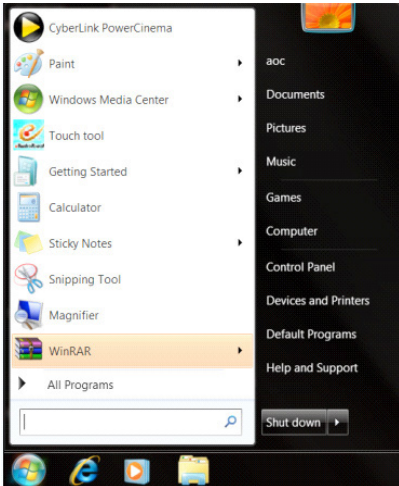 CyberLink PowerCinema
Paint
Windows Media Center
Touch tool
Getting Started
Calculator
Sticky Notes
Snipping Tool
Magnifier
WinRAR
All Programs
aoc
Documents
Pictures
Music
Games
Computer
Control Panel
Devices and Printers
Default Programs
Help and Support
Shut down